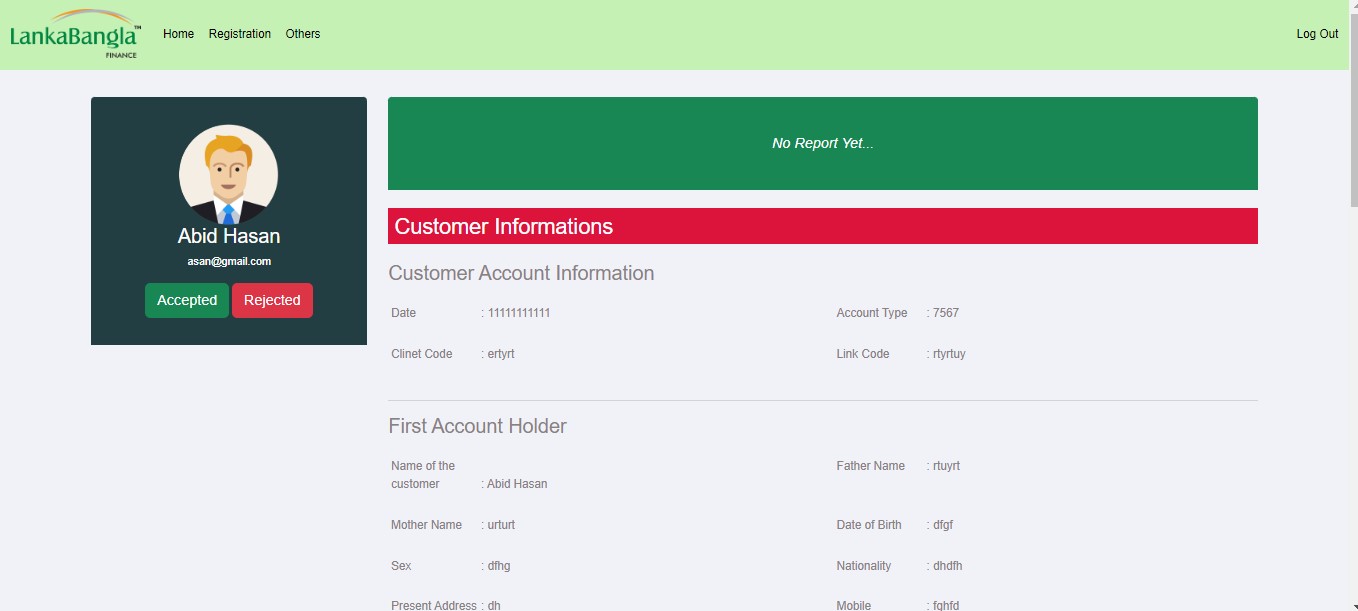 LankaBangla™
FINANCE
Home Registration Others
Log Out
Abid Hasan
asan@gmail.com
Accepted Rejected
No Report Yet...
Customer Informations
Customer Account Information
Date : 11111111111 Account Type : 7567
Clinet Code : ertyrt Link Code : rtyrtuy
First Account Holder
Name of the
customer : Abid Hasan
Father Name : rtuyrt
Mother Name : urturt Date of Birth : dfgf
Sex : dfhg Nationality : dhdfh
Present Address : dh Mobile : fghfd